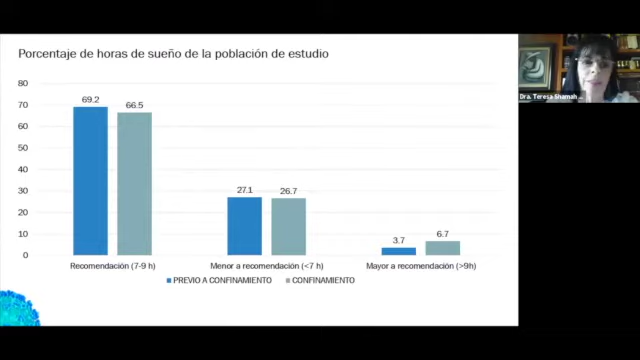 Porcentaje de horas de sueño de la población de estudio
Dra. Teresa Shamah
80
70
60
50
40
30
20
10
0
69.2
66.5
27.1
26.7
3.7
6.7
Recomendación (7-9 h)
Menor a recomendación (<7 h)
Mayor a recomendación (>9h)
PREVIO A CONFINAMIENTO
CONFINAMIENTO